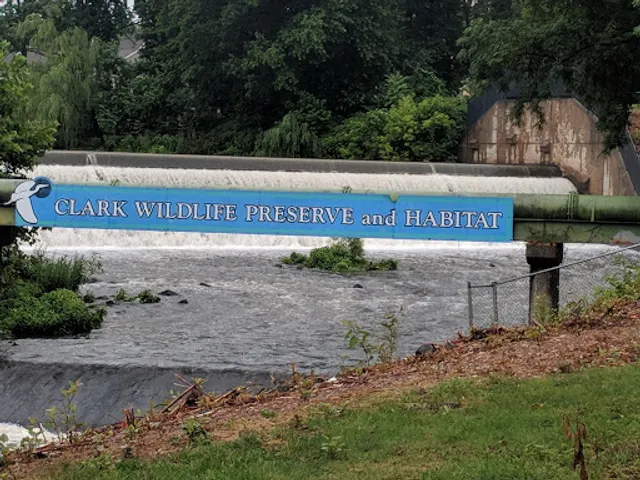 CLARK WILDLIFE PRESERVE and HABITAT